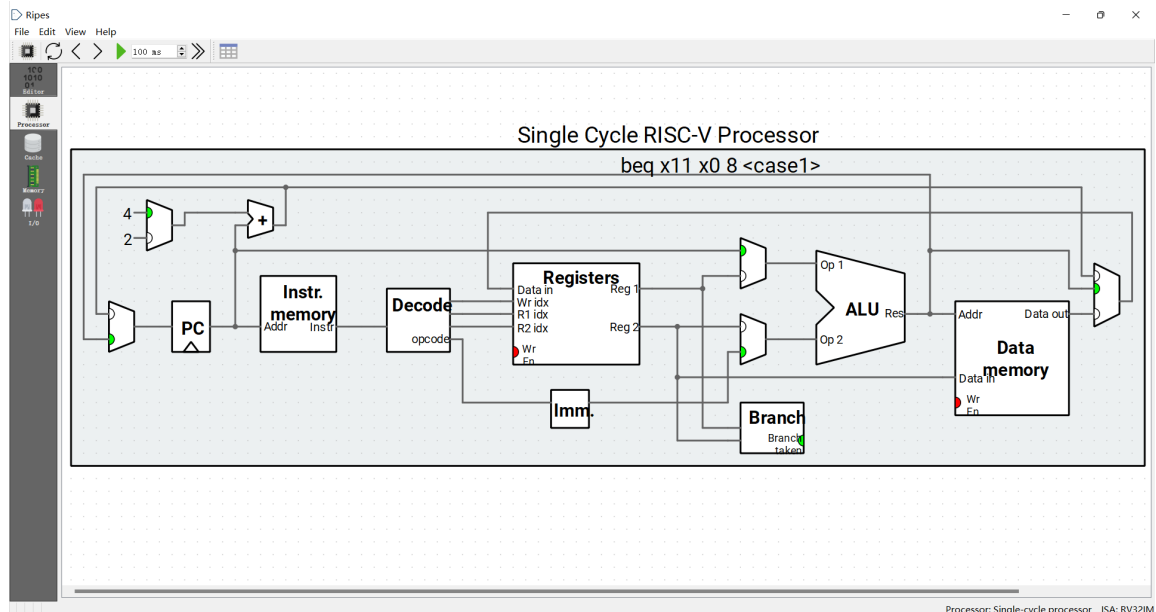 Ripes
File Edit View Help
100 ms
Editor
Processor
Cache
Memory
I/O
Single Cycle RISC-V Processor
beq x11 x0 8 <case1>
4
2
+
PC
Instr.
memory
Addr
Instr
Decode
opcode
Registers
Data in
Wr idx
R1 idx
R2 idx
Reg 1
Reg 2
Wr
En
Imm.
Op 1
Op 2
ALU
Res
Branch
Branch
taken
Addr
Data out
Data
memory
Data in
Wr
En
Processor: Single-cycle processor ISA: RV32IM